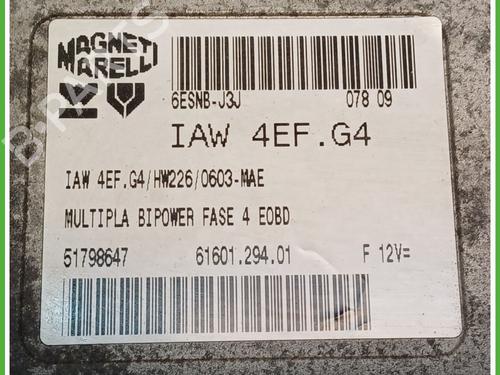 MAGNETI
MARELLI
6ESNB-J3J 078 09
IAW 4EF.G4
IAW 4EF.G4/HW226/0603-MAE
MULTIPLA BIPOWER FASE 4 EOBD
51798647 61601.294.01 F 12V=